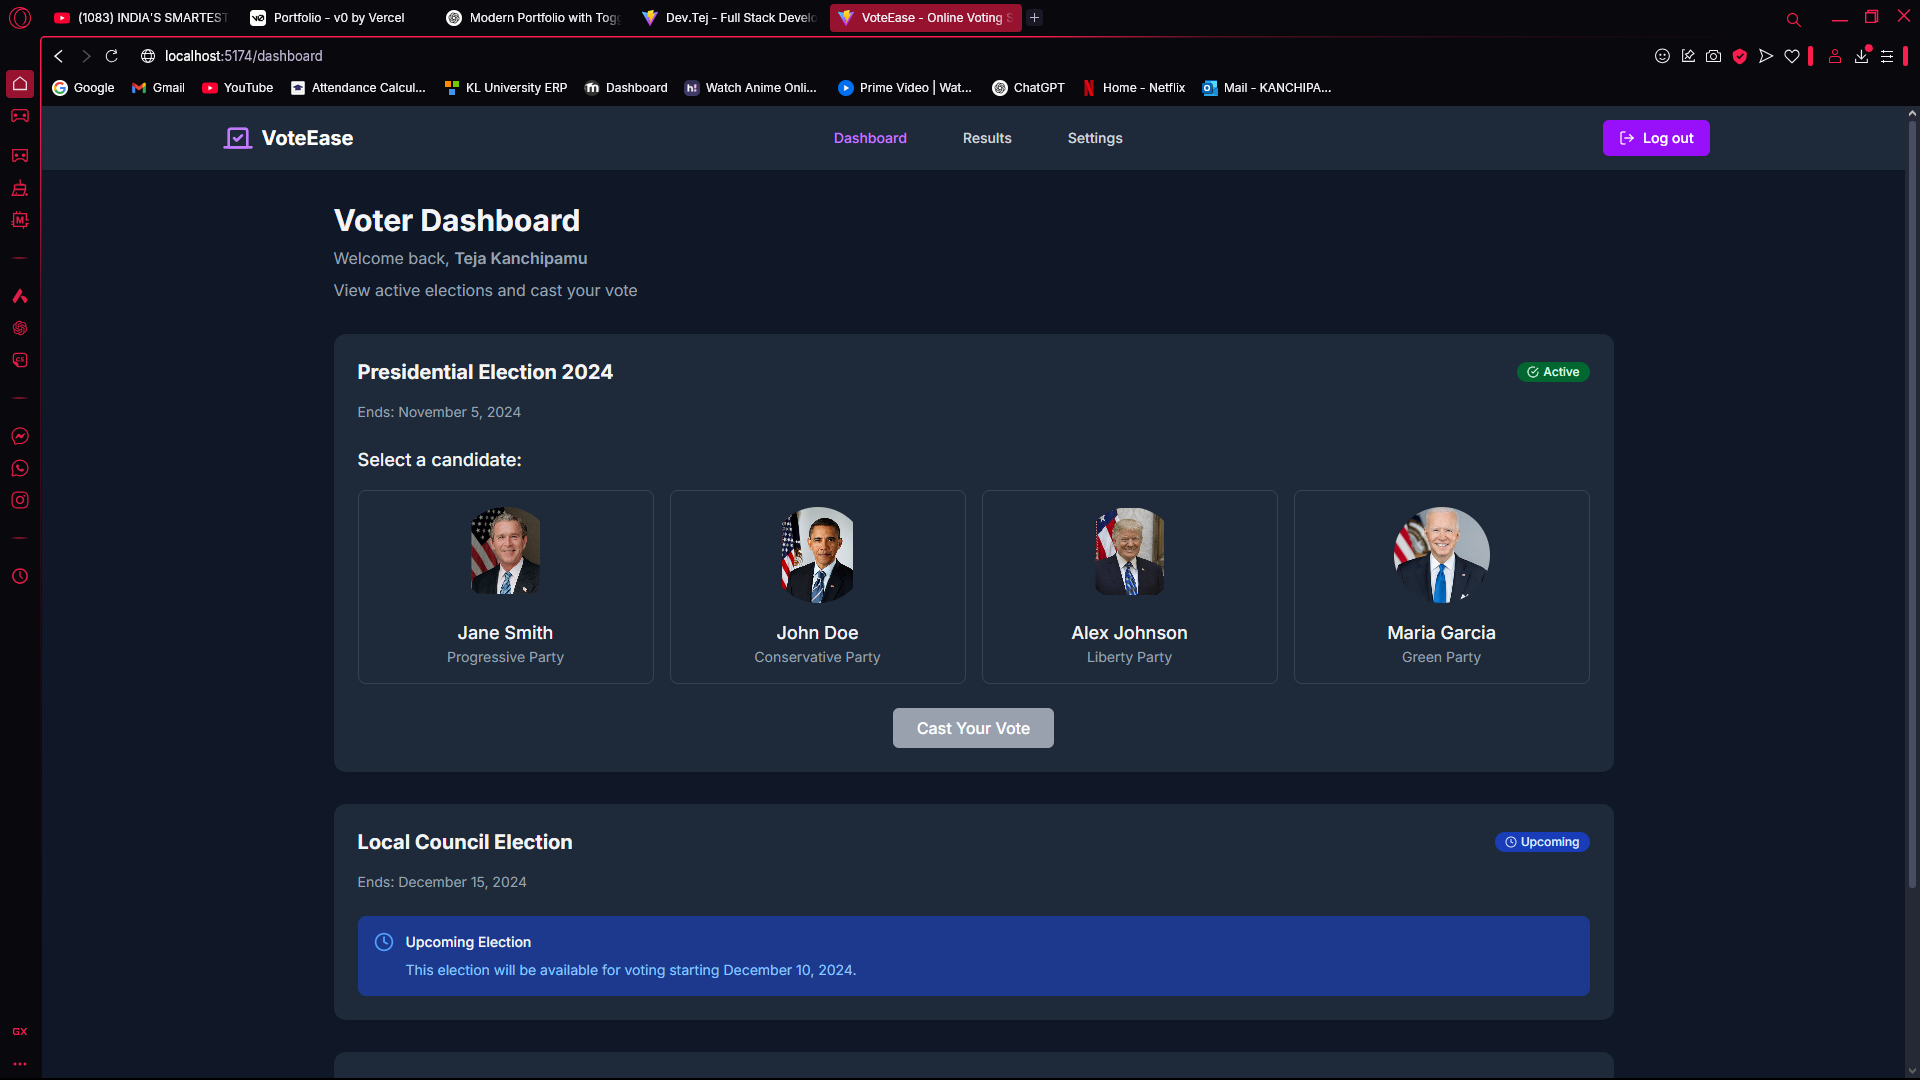 (1083) INDIA'S SMARTEST
Portfolio - v0 by Vercel
Modern Portfolio with Togg
Dev.Tej - Full Stack Develo
VoteEase - Online Voting S
localhost:5174/dashboard
Google
Gmail
YouTube
Attendance Calcul...
KL University ERP
Dashboard
Watch Anime Onli...
Prime Video | Wat...
ChatGPT
Home - Netflix
Mail - KANCHIPA...
VoteEase
Dashboard
Results
Settings
Log out
Voter Dashboard
Welcome back, Teja Kanchipamu
View active elections and cast your vote
Presidential Election 2024
Active
Ends: November 5, 2024
Select a candidate:
Jane Smith
Progressive Party
John Doe
Conservative Party
Alex Johnson
Liberty Party
Maria Garcia
Green Party
Cast Your Vote
Local Council Election
Upcoming
Ends: December 15, 2024
Upcoming Election
This election will be available for voting starting December 10, 2024.
GX